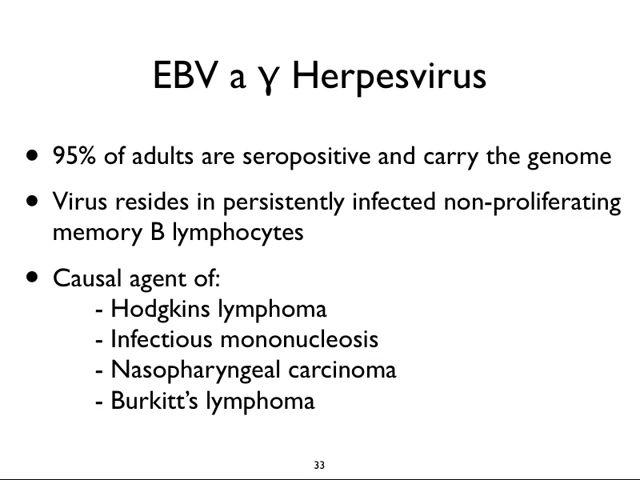 EBV a γ Herpesvirus
• 95% of adults are seropositive and carry the genome
• Virus resides in persistently infected non-proliferating
memory B lymphocytes
• Causal agent of:
- Hodgkins lymphoma
- Infectious mononucleosis
- Nasopharyngeal carcinoma
- Burkitt’s lymphoma
33